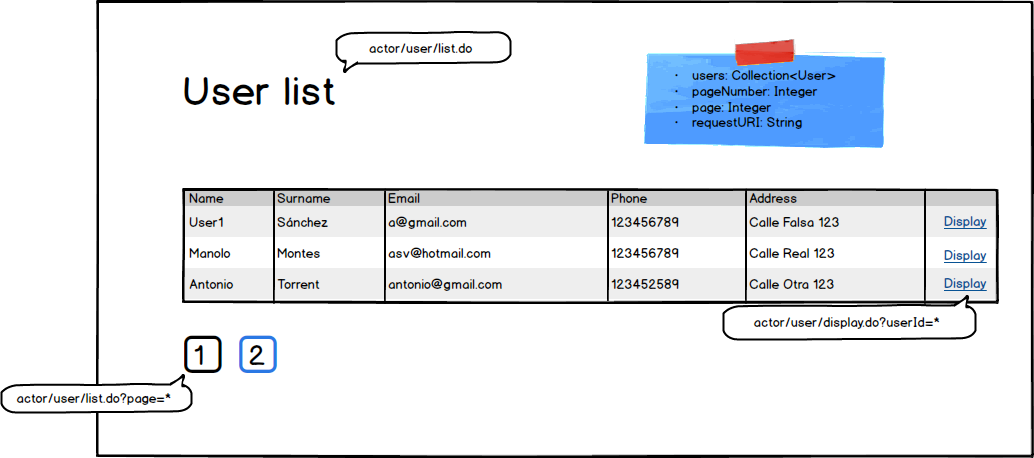 actor/user/list.do
User list
· users: Collection<User>
· pageNumber: Integer
· page: Integer
· requestURI: String
Name Surname Email Phone Address
User1 Sánchez a@gmail.com 123456789 Calle Falsa 123 Display
Manolo Montes asv@hotmail.com 123456789 Calle Real 123 Display
Antonio Torrent antonio@gmail.com 123452589 Calle Otra 123 Display
actor/user/display.do?userId=*
1 2
actor/user/list.do?page=*